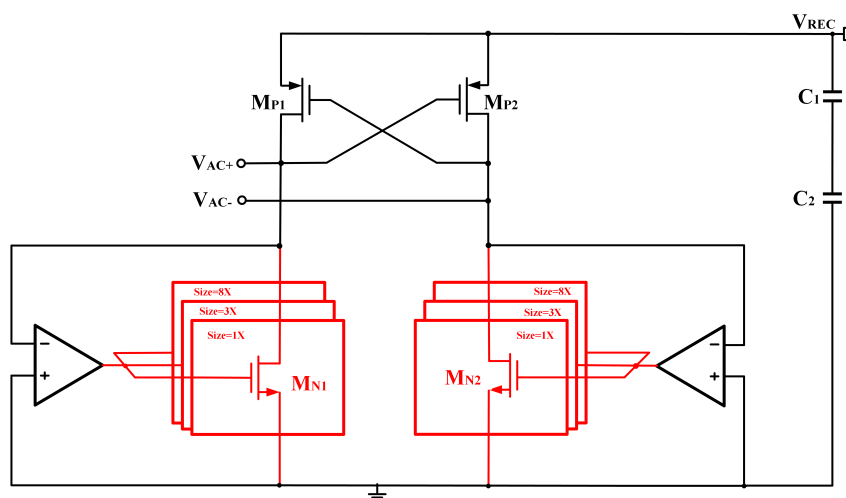 VREC
MP1
MP2
C1
VAC+
VAC-
C2
Size=8X
Size=3X
Size=1X
MN1
Size=8X
Size=3X
Size=1X
MN2
−
+
−
+